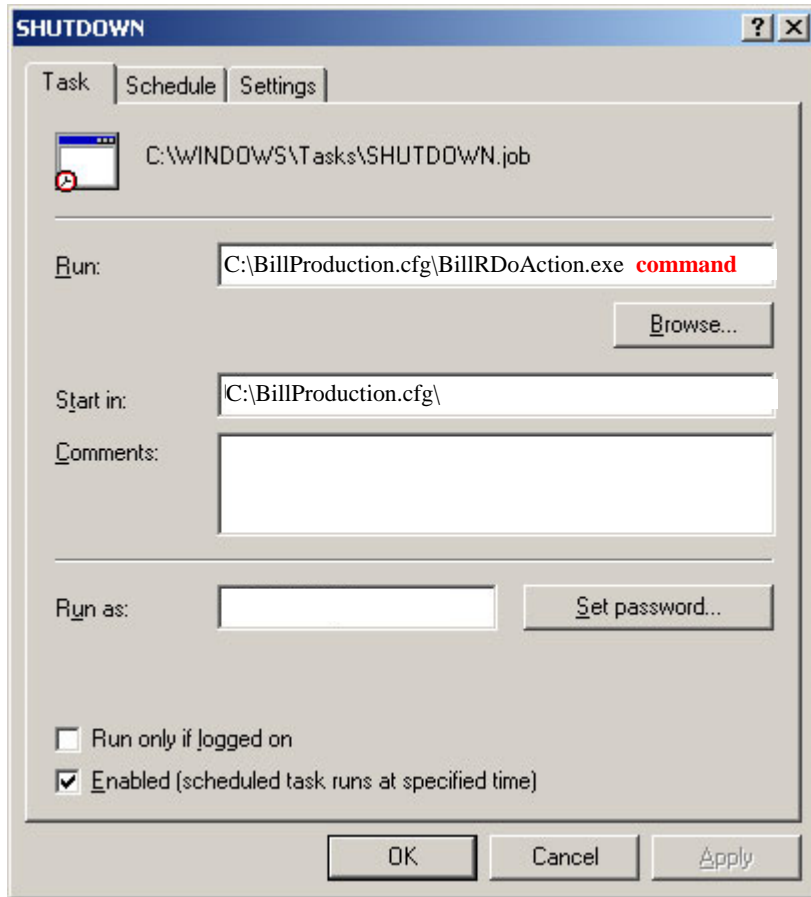 SHUTDOWN
Task Schedule Settings
C:\WINDOWS\Tasks\SHUTDOWN.job
Run: C:\BillProduction.cfg\BillRDoAction.exe command
Browse...
Start in: C:\BillProduction.cfg\
Comments:
Run as: Set password...
Run only if logged on
Enabled (scheduled task runs at specified time)
OK Cancel Apply